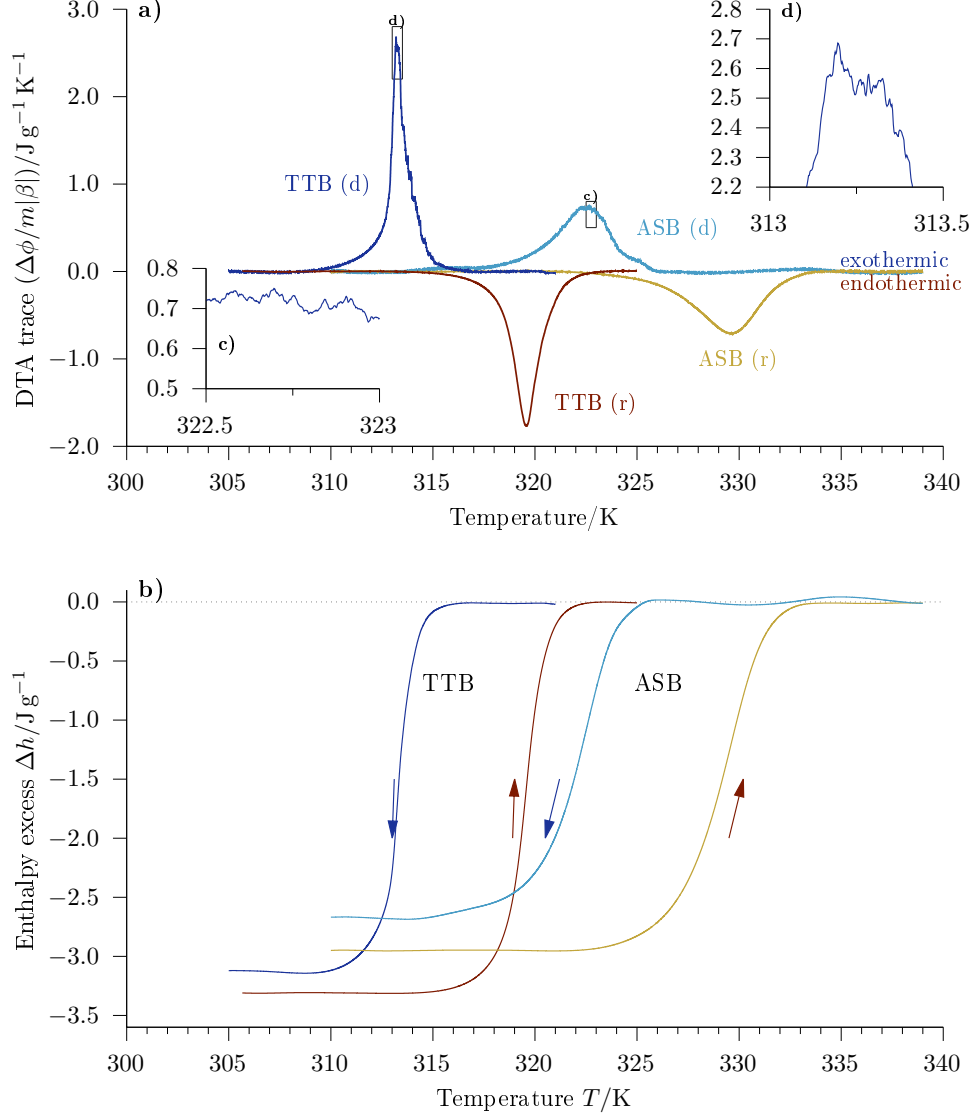 a)
d)
3.0
2.0
1.0
0.0
−1.0
−2.0
DTA trace (Δϕ/m|β|)/J g⁻¹ K⁻¹
d)
TTB (d)
c)
ASB (d)
2.8
2.7
2.6
2.5
2.4
2.3
2.2
313
313.5
exothermic
endothermic
0.8
0.7
0.6
0.5
c)
322.5
323
ASB (r)
TTB (r)
300
305
310
315
320
325
330
335
340
Temperature/K
b)
0.0
−0.5
−1.0
−1.5
−2.0
−2.5
−3.0
−3.5
Enthalpy excess Δh/J g⁻¹
TTB
ASB
300
305
310
315
320
325
330
335
340
Temperature T/K